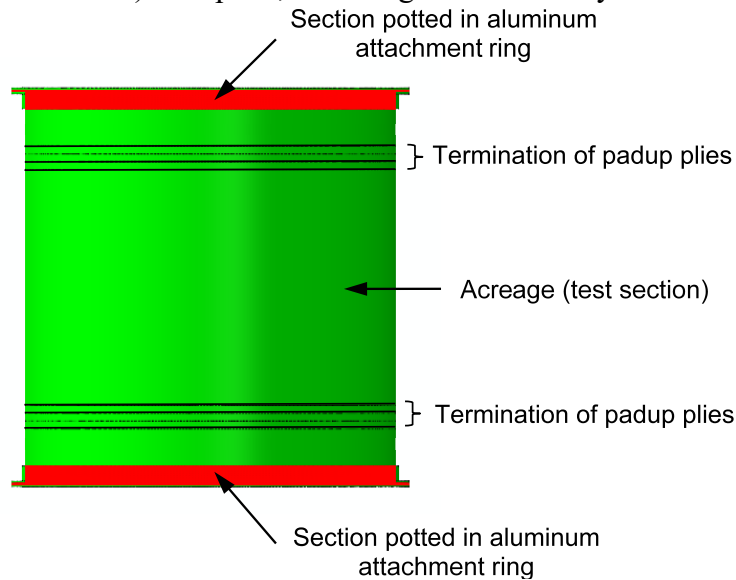 Section potted in aluminum
attachment ring
Termination of padup plies
Acreage (test section)
Termination of padup plies
Section potted in aluminum
attachment ring